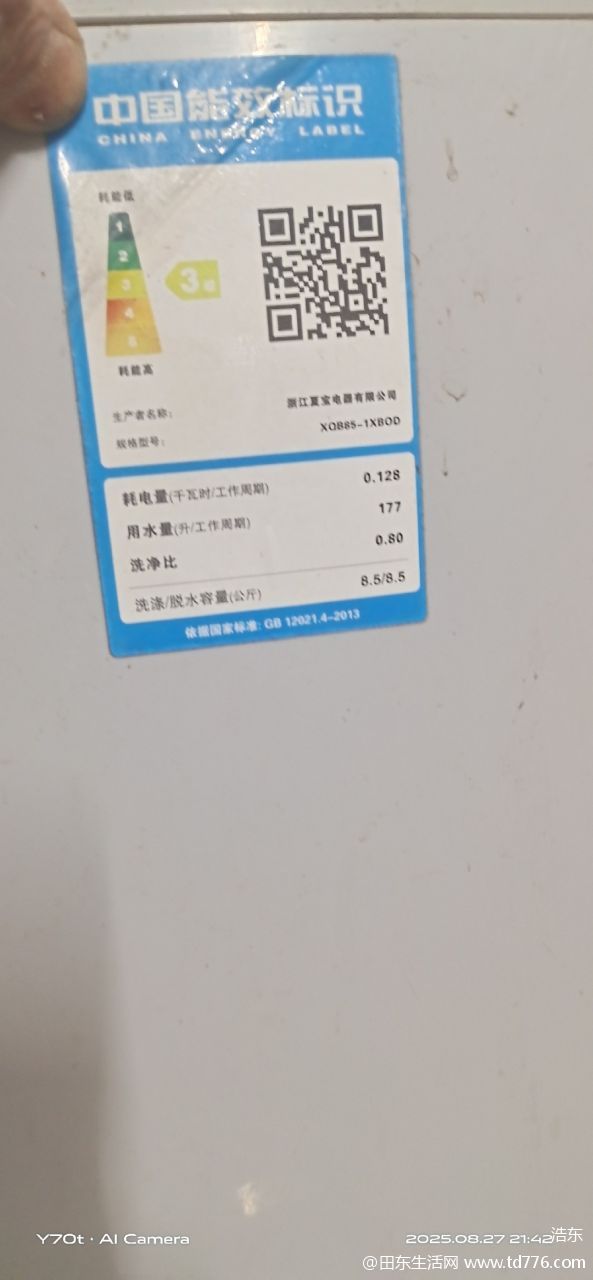 中国能效标识
CHINA ENERGY LABEL
耗能低
1
2
3
4
5
3级
耗能高
生产者名称： 浙江夏宝电器有限公司
规格型号： XQB85-1XBOD
耗电量(千瓦时/工作周期) 0.128
用水量(升/工作周期) 177
洗净比 0.80
洗涤/脱水容量(公斤) 8.5/8.5
依据国家标准: GB 12021.4-2013
Y70t · AI Camera
2025.08.27 21:42
浩东
@田东生活网 www.td776.com